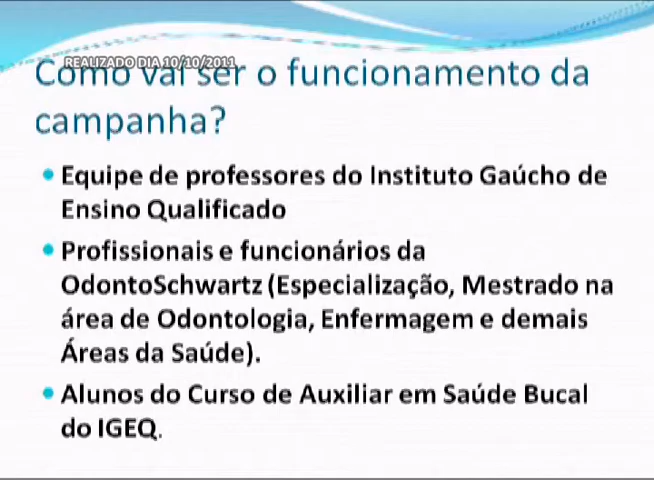 REALIZADO DIA 10/10/2011
Como vai ser o funcionamento da
campanha?
Equipe de professores do Instituto Gaúcho de
Ensino Qualificado
Profissionais e funcionários da
OdontoSchwartz (Especialização, Mestrado na
área de Odontologia, Enfermagem e demais
Áreas da Saúde).
Alunos do Curso de Auxiliar em Saúde Bucal
do IGEQ.